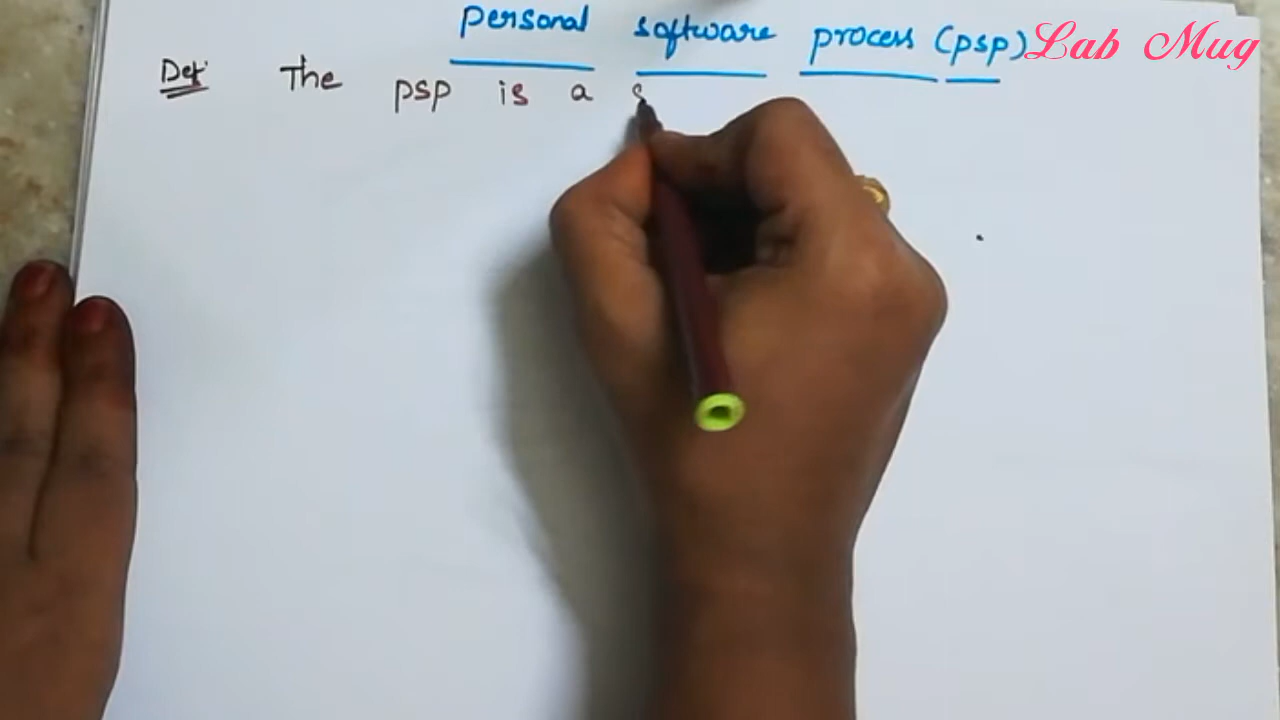 personal software process (psp) Lab Mug
Def: The psp is a s